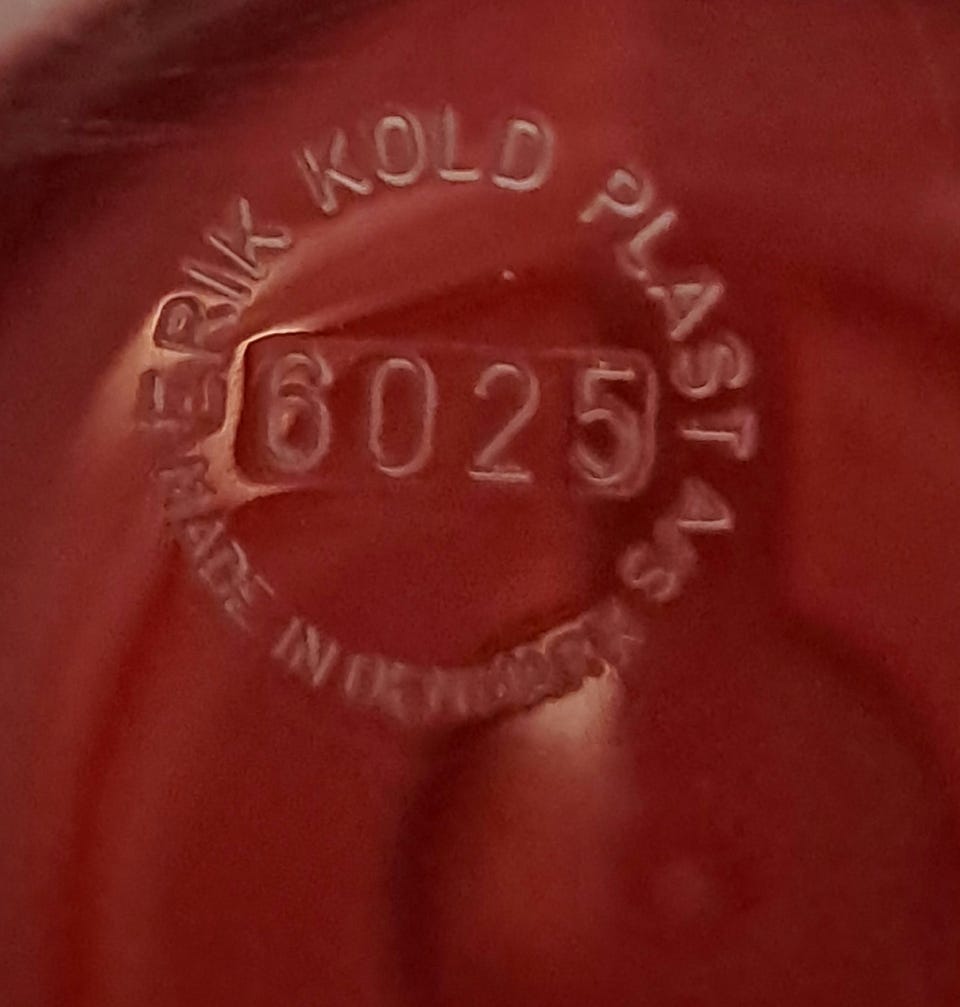 ERIK KOLD PLAST A/S
6025
MADE IN DENMARK